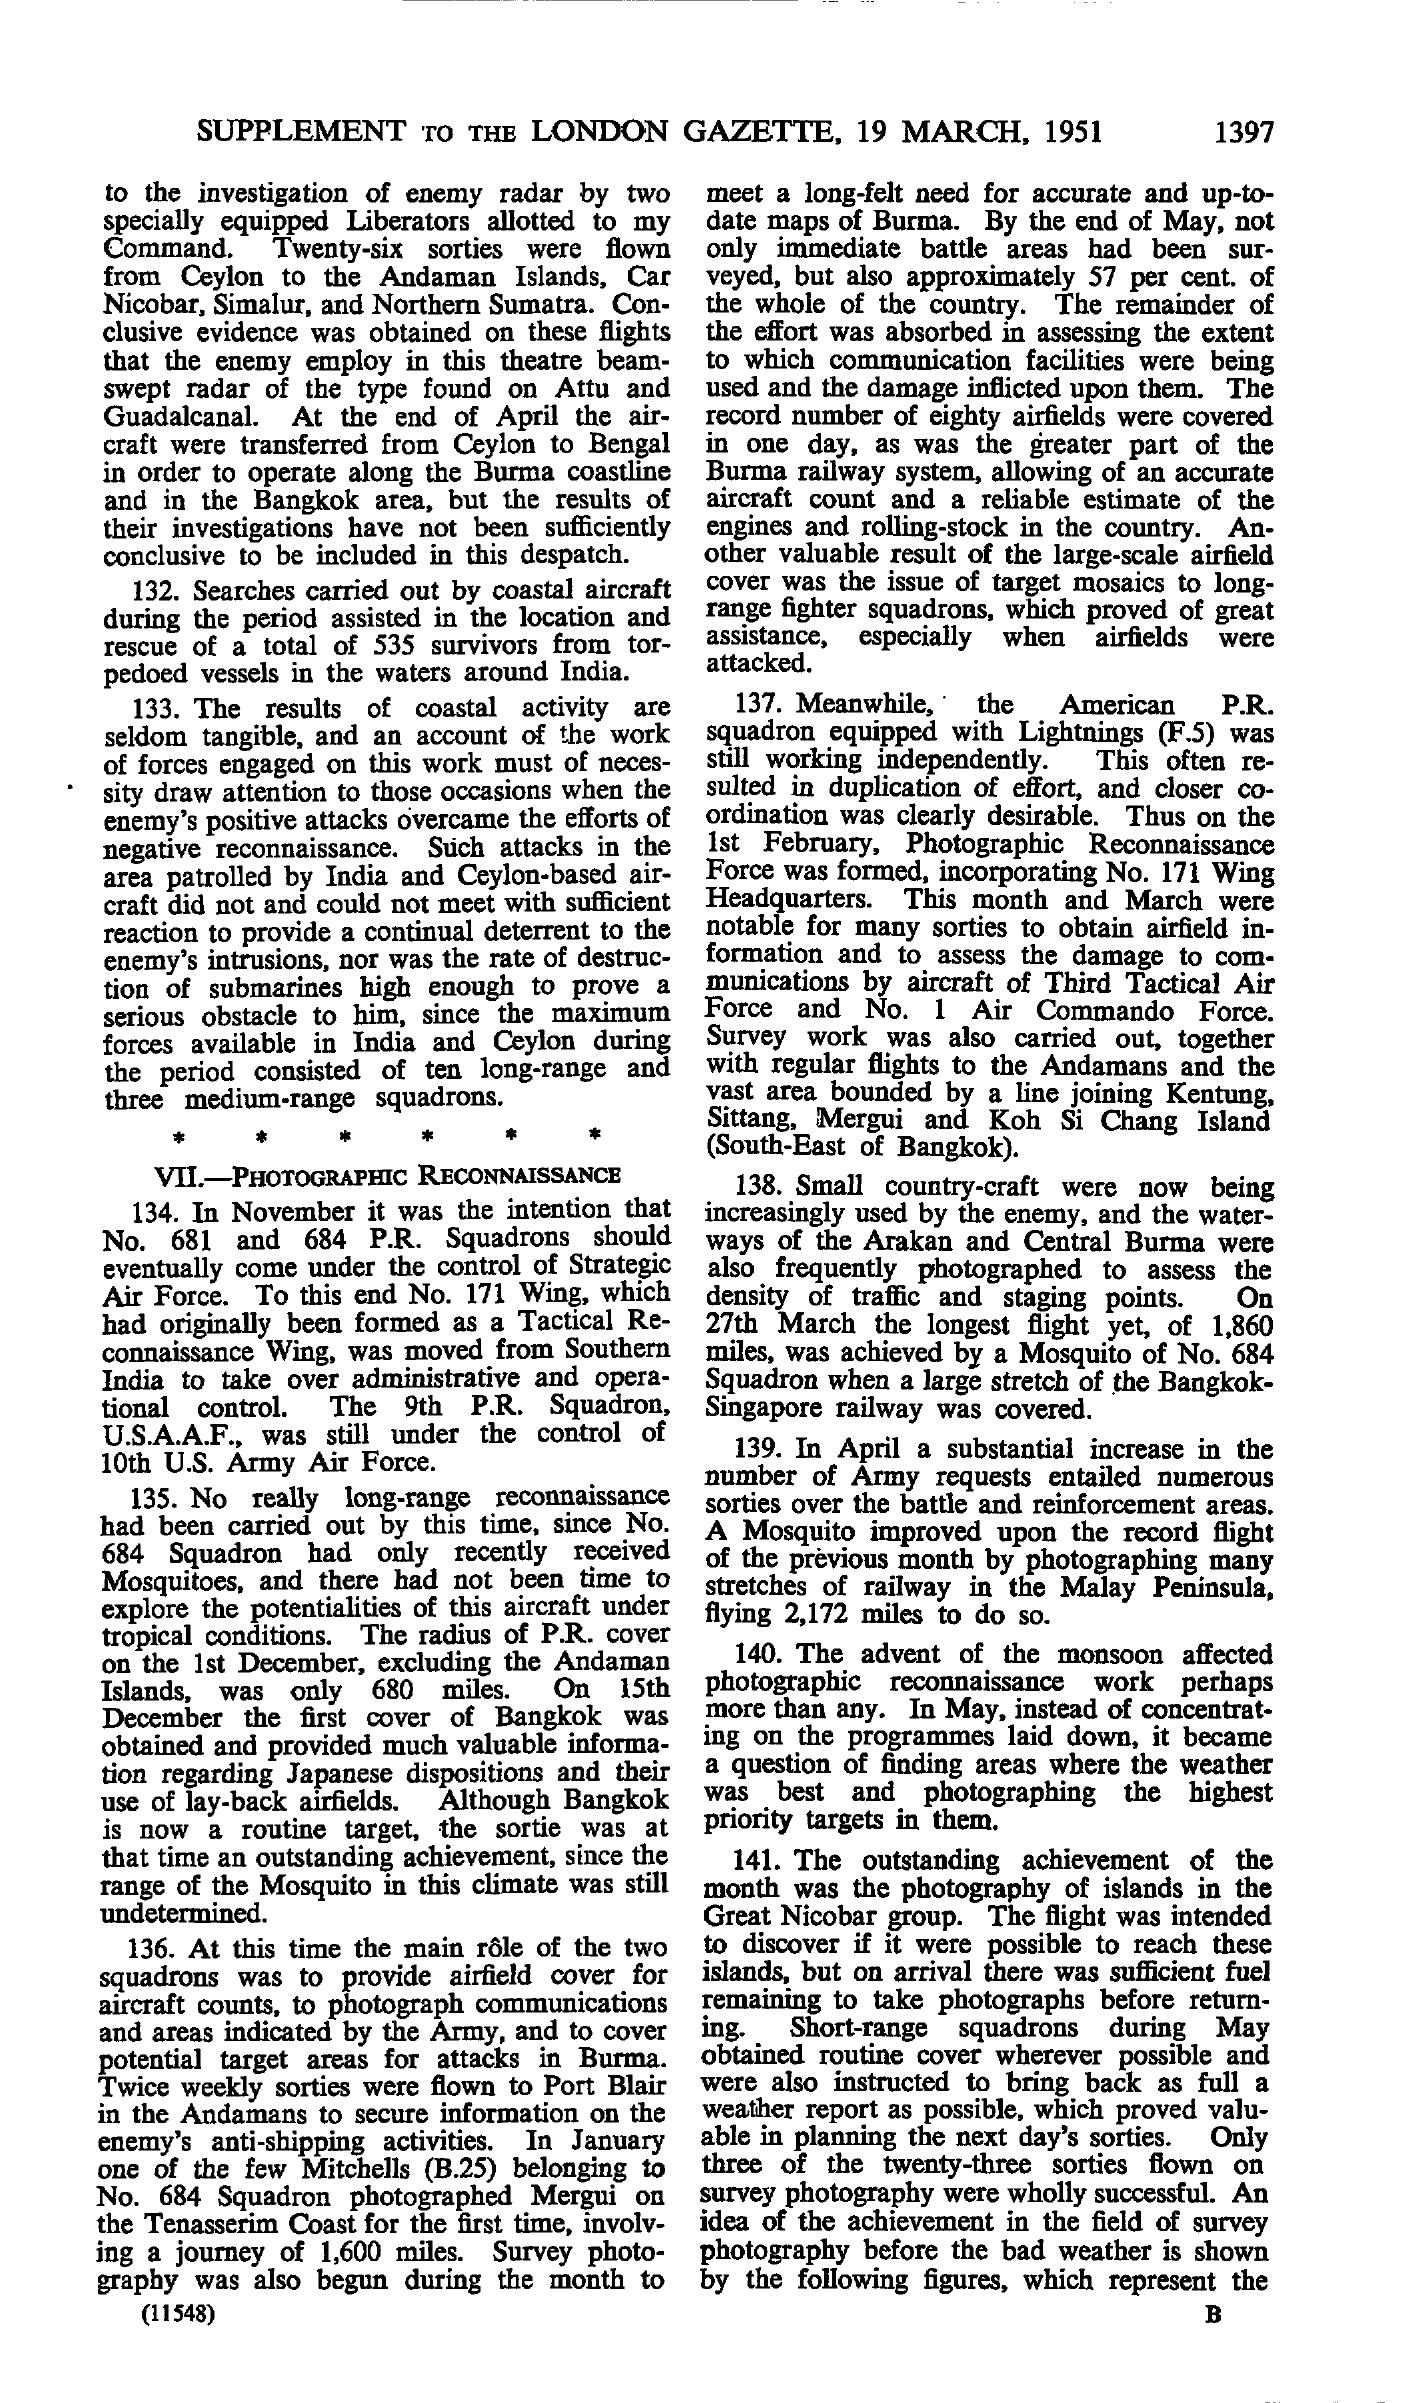 SUPPLEMENT TO THE LONDON GAZETTE, 19 MARCH, 1951 1397
to the investigation of enemy radar by two
specially equipped Liberators allotted to my
Command. Twenty-six sorties were flown
from Ceylon to the Andaman Islands, Car
Nicobar, Simalur, and Northern Sumatra. Con-
clusive evidence was obtained on these flights
that the enemy employ in this theatre beam-
swept radar of the type found on Attu and
Guadalcanal. At the end of April the air-
craft were transferred from Ceylon to Bengal
in order to operate along the Burma coastline
and in the Bangkok area, but the results of
their investigations have not been sufficiently
conclusive to be included in this despatch.
132. Searches carried out by coastal aircraft
during the period assisted in the location and
rescue of a total of 535 survivors from tor-
pedoed vessels in the waters around India.
133. The results of coastal activity are
seldom tangible, and an account of the work
of forces engaged on this work must of neces-
sity draw attention to those occasions when the
enemy's positive attacks overcame the efforts of
negative reconnaissance. Such attacks in the
area patrolled by India and Ceylon-based air-
craft did not and could not meet with sufficient
reaction to provide a continual deterrent to the
enemy's intrusions, nor was the rate of destruc-
tion of submarines high enough to prove a
serious obstacle to him, since the maximum
forces available in India and Ceylon during
the period consisted of ten long-range and
three medium-range squadrons.
* * * * * *
VII.—PHOTOGRAPHIC RECONNAISSANCE
134. In November it was the intention that
No. 681 and 684 P.R. Squadrons should
eventually come under the control of Strategic
Air Force. To this end No. 171 Wing, which
had originally been formed as a Tactical Re-
connaissance Wing, was moved from Southern
India to take over administrative and opera-
tional control. The 9th P.R. Squadron,
U.S.A.A.F., was still under the control of
10th U.S. Army Air Force.
135. No really long-range reconnaissance
had been carried out by this time, since No.
684 Squadron had only recently received
Mosquitoes, and there had not been time to
explore the potentialities of this aircraft under
tropical conditions. The radius of P.R. cover
on the 1st December, excluding the Andaman
Islands, was only 680 miles. On 15th
December the first cover of Bangkok was
obtained and provided much valuable informa-
tion regarding Japanese dispositions and their
use of lay-back airfields. Although Bangkok
is now a routine target, the sortie was at
that time an outstanding achievement, since the
range of the Mosquito in this climate was still
undetermined.
136. At this time the main rôle of the two
squadrons was to provide airfield cover for
aircraft counts, to photograph communications
and areas indicated by the Army, and to cover
potential target areas for attacks in Burma.
Twice weekly sorties were flown to Port Blair
in the Andamans to secure information on the
enemy's anti-shipping activities. In January
one of the few Mitchells (B.25) belonging to
No. 684 Squadron photographed Mergui on
the Tenasserim Coast for the first time, involv-
ing a journey of 1,600 miles. Survey photo-
graphy was also begun during the month to
(11548)
meet a long-felt need for accurate and up-to-
date maps of Burma. By the end of May, not
only immediate battle areas had been sur-
veyed, but also approximately 57 per cent. of
the whole of the country. The remainder of
the effort was absorbed in assessing the extent
to which communication facilities were being
used and the damage inflicted upon them. The
record number of eighty airfields were covered
in one day, as was the greater part of the
Burma railway system, allowing of an accurate
aircraft count and a reliable estimate of the
engines and rolling-stock in the country. An-
other valuable result of the large-scale airfield
cover was the issue of target mosaics to long-
range fighter squadrons, which proved of great
assistance, especially when airfields were
attacked.
137. Meanwhile, the American P.R.
squadron equipped with Lightnings (F.5) was
still working independently. This often re-
sulted in duplication of effort, and closer co-
ordination was clearly desirable. Thus on the
1st February, Photographic Reconnaissance
Force was formed, incorporating No. 171 Wing
Headquarters. This month and March were
notable for many sorties to obtain airfield in-
formation and to assess the damage to com-
munications by aircraft of Third Tactical Air
Force and No. 1 Air Commando Force.
Survey work was also carried out, together
with regular flights to the Andamans and the
vast area bounded by a line joining Kentung,
Sittang, Mergui and Koh Si Chang Island
(South-East of Bangkok).
138. Small country-craft were now being
increasingly used by the enemy, and the water-
ways of the Arakan and Central Burma were
also frequently photographed to assess the
density of traffic and staging points. On
27th March the longest flight yet, of 1,860
miles, was achieved by a Mosquito of No. 684
Squadron when a large stretch of the Bangkok-
Singapore railway was covered.
139. In April a substantial increase in the
number of Army requests entailed numerous
sorties over the battle and reinforcement areas.
A Mosquito improved upon the record flight
of the previous month by photographing many
stretches of railway in the Malay Peninsula,
flying 2,172 miles to do so.
140. The advent of the monsoon affected
photographic reconnaissance work perhaps
more than any. In May, instead of concentrat-
ing on the programmes laid down, it became
a question of finding areas where the weather
was best and photographing the highest
priority targets in them.
141. The outstanding achievement of the
month was the photography of islands in the
Great Nicobar group. The flight was intended
to discover if it were possible to reach these
islands, but on arrival there was sufficient fuel
remaining to take photographs before return-
ing. Short-range squadrons during May
obtained routine cover wherever possible and
were also instructed to bring back as full a
weather report as possible, which proved valu-
able in planning the next day's sorties. Only
three of the twenty-three sorties flown on
survey photography were wholly successful. An
idea of the achievement in the field of survey
photography before the bad weather is shown
by the following figures, which represent the
B